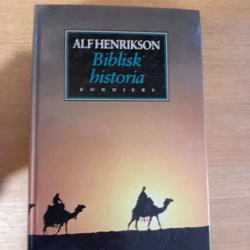 ALF HENRIKSON
Biblisk
historia
BONNIERS